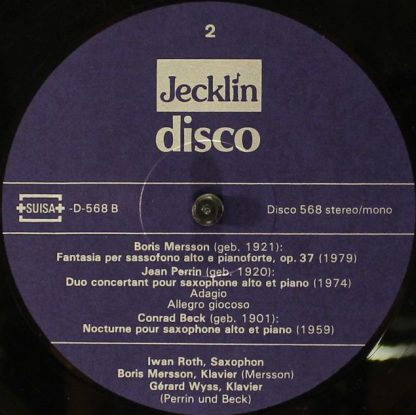 2
Jecklin
disco
SUISA -D-568 B
Disco 568 stereo/mono
Boris Mersson (geb. 1921):
Fantasia per sassofono alto e pianoforte, op. 37 (1979)
Jean Perrin (geb. 1920):
Duo concertant pour saxophone alto et piano (1974)
Adagio
Allegro giocoso
Conrad Beck (geb. 1901):
Nocturne pour saxophone alto et piano (1959)
Iwan Roth, Saxophon
Boris Mersson, Klavier (Mersson)
Gérard Wyss, Klavier
(Perrin und Beck)